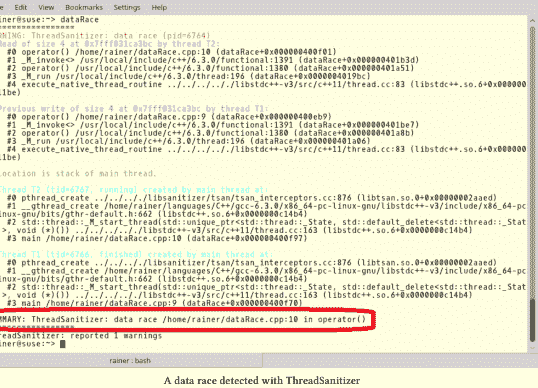 le Edit View Bookmarks Settings Help
iner@suse:~> dataRace
==================
RNING: ThreadSanitizer: data race (pid=6764)
Read of size 4 at 0x7fff031ca3bc by thread T2:
#0 operator() /home/rainer/dataRace.cpp:10 (dataRace+0x000000400f01)
#1 _M_invoke<> /usr/local/include/c++/6.3.0/functional:1391 (dataRace+0x000000401b3d)
#2 operator() /usr/local/include/c++/6.3.0/functional:1380 (dataRace+0x000000401a51)
#3 _M_run /usr/local/include/c++/6.3.0/thread:196 (dataRace+0x0000004019bc)
#4 execute_native_thread_routine ../../../../../libstdc++-v3/src/c++11/thread.cc:83 (libstdc++.so.6+0x0000000
c1be)
Previous write of size 4 at 0x7fff031ca3bc by thread T1:
#0 operator() /home/rainer/dataRace.cpp:9 (dataRace+0x000000400eb9)
#1 _M_invoke<> /usr/local/include/c++/6.3.0/functional:1391 (dataRace+0x000000401be7)
#2 operator() /usr/local/include/c++/6.3.0/functional:1380 (dataRace+0x000000401a8b)
#3 _M_run /usr/local/include/c++/6.3.0/thread:196 (dataRace+0x000000401a06)
#4 execute_native_thread_routine ../../../../../libstdc++-v3/src/c++11/thread.cc:83 (libstdc++.so.6+0x0000000
c1be)
Location is stack of main thread.
Thread T2 (tid=6767, running) created by main thread at:
#0 pthread_create ../../../../libsanitizer/tsan/tsan_interceptors.cc:876 (libtsan.so.0+0x00000002aaed)
#1 __gthread_create /home/rainer/languages/C++/gcc-6.3.0/x86_64-pc-linux-gnu/libstdc++-v3/include/x86_64-pc
inux-gnu/bits/gthr-default.h:662 (libstdc++.so.6+0x0000000c14b4)
#2 std::thread::_M_start_thread(std::unique_ptr<std::thread::_State, std::default_delete<std::thread::_Stat
>, void (*)()) ../../../../../libstdc++-v3/src/c++11/thread.cc:163 (libstdc++.so.6+0x0000000c14b4)
#3 main /home/rainer/dataRace.cpp:10 (dataRace+0x000000400f97)
Thread T1 (tid=6766, finished) created by main thread at:
#0 pthread_create ../../../../libsanitizer/tsan/tsan_interceptors.cc:876 (libtsan.so.0+0x00000002aaed)
#1 __gthread_create /home/rainer/languages/C++/gcc-6.3.0/x86_64-pc-linux-gnu/libstdc++-v3/include/x86_64-pc
inux-gnu/bits/gthr-default.h:662 (libstdc++.so.6+0x0000000c14b4)
#2 std::thread::_M_start_thread(std::unique_ptr<std::thread::_State, std::default_delete<std::thread::_Stat
>, void (*)()) ../../../../../libstdc++-v3/src/c++11/thread.cc:163 (libstdc++.so.6+0x0000000c14b4)
#3 main /home/rainer/dataRace.cpp:9 (dataRace+0x000000400f70)
MMARY: ThreadSanitizer: data race /home/rainer/dataRace.cpp:10 in operator()
==================
readSanitizer: reported 1 warnings
iner@suse:~>
rainer : bash
A data race detected with ThreadSanitizer